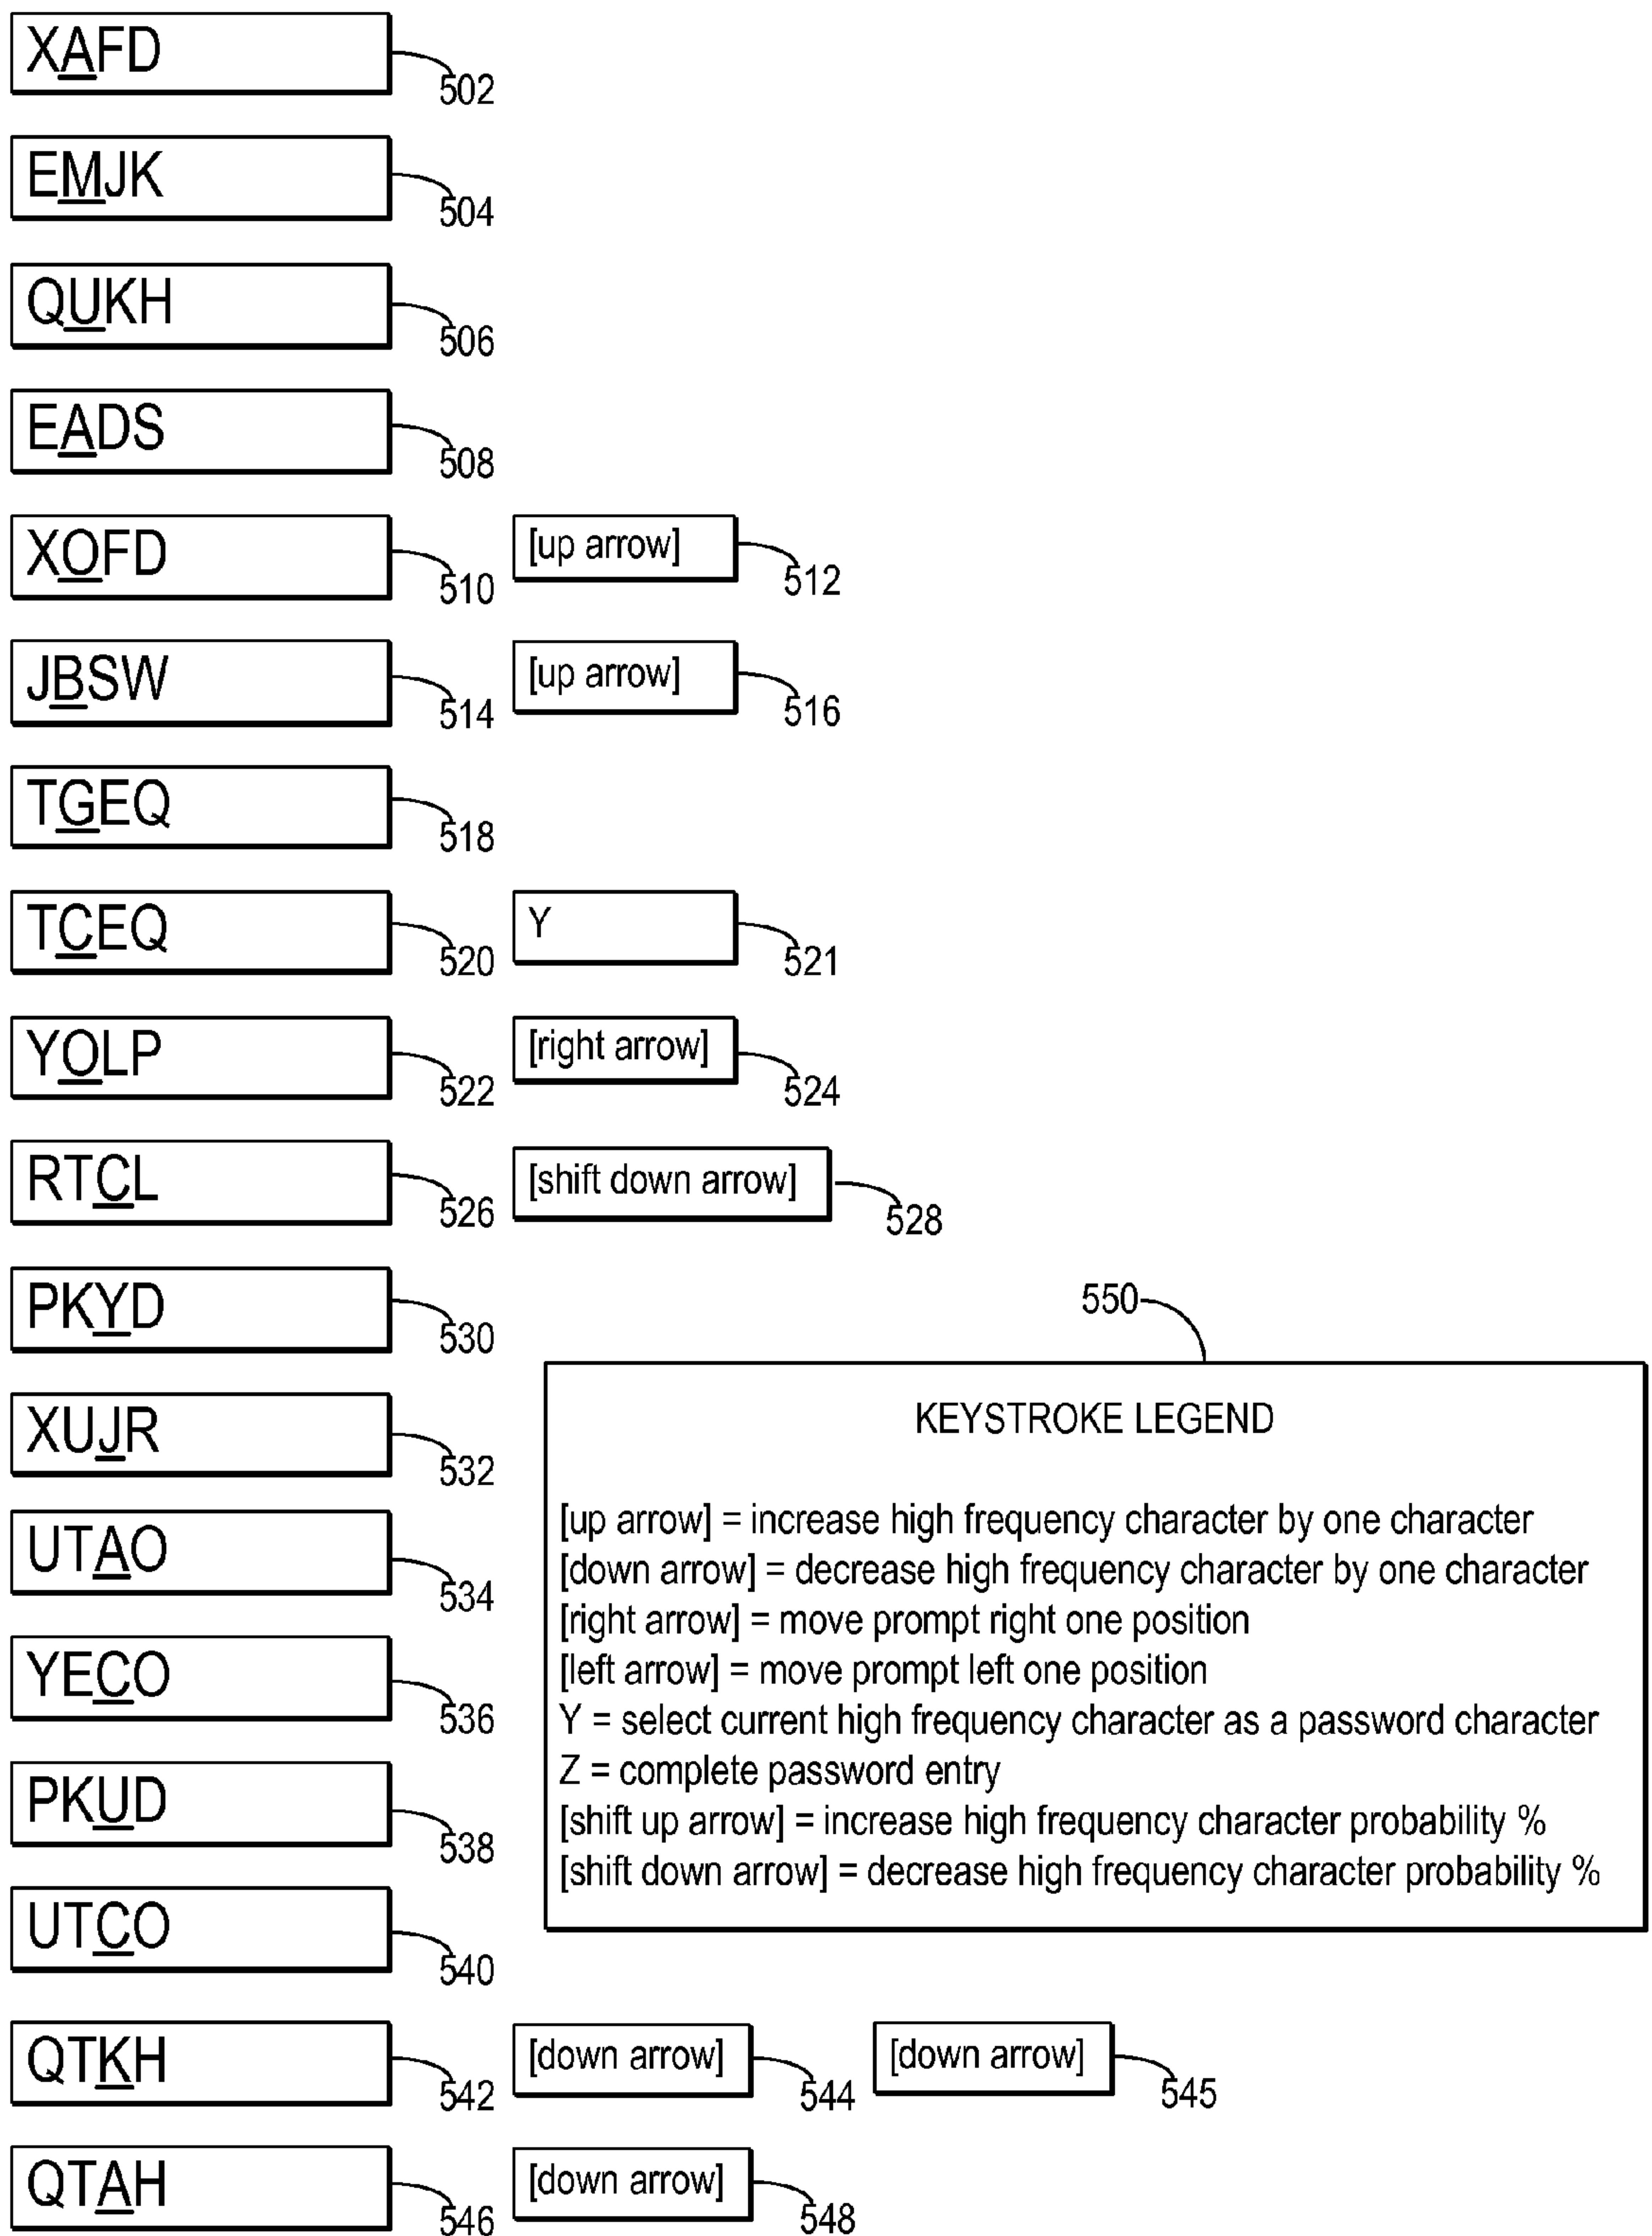 XAFD
502
EMJK
504
QUKH
506
EADS
508
XOFD
510
[up arrow]
512
JBSW
514
[up arrow]
516
TGEQ
518
TCEQ
520
Y
521
YOLP
522
[right arrow]
524
RTCL
526
[shift down arrow]
528
PKYD
530
XUJR
532
UTAO
534
YECO
536
PKUD
538
UTCO
540
550
KEYSTROKE LEGEND
[up arrow] = increase high frequency character by one character
[down arrow] = decrease high frequency character by one character
[right arrow] = move prompt right one position
[left arrow] = move prompt left one position
Y = select current high frequency character as a password character
Z = complete password entry
[shift up arrow] = increase high frequency character probability %
[shift down arrow] = decrease high frequency character probability %
QTKH
542
[down arrow]
544
[down arrow]
545
QTAH
546
[down arrow]
548